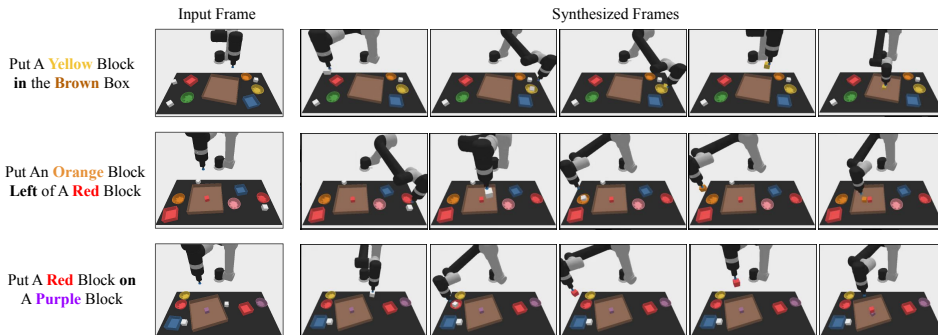 Input Frame
Synthesized Frames
Put A Yellow Block
in the Brown Box
Put An Orange Block
Left of A Red Block
Put A Red Block on
A Purple Block